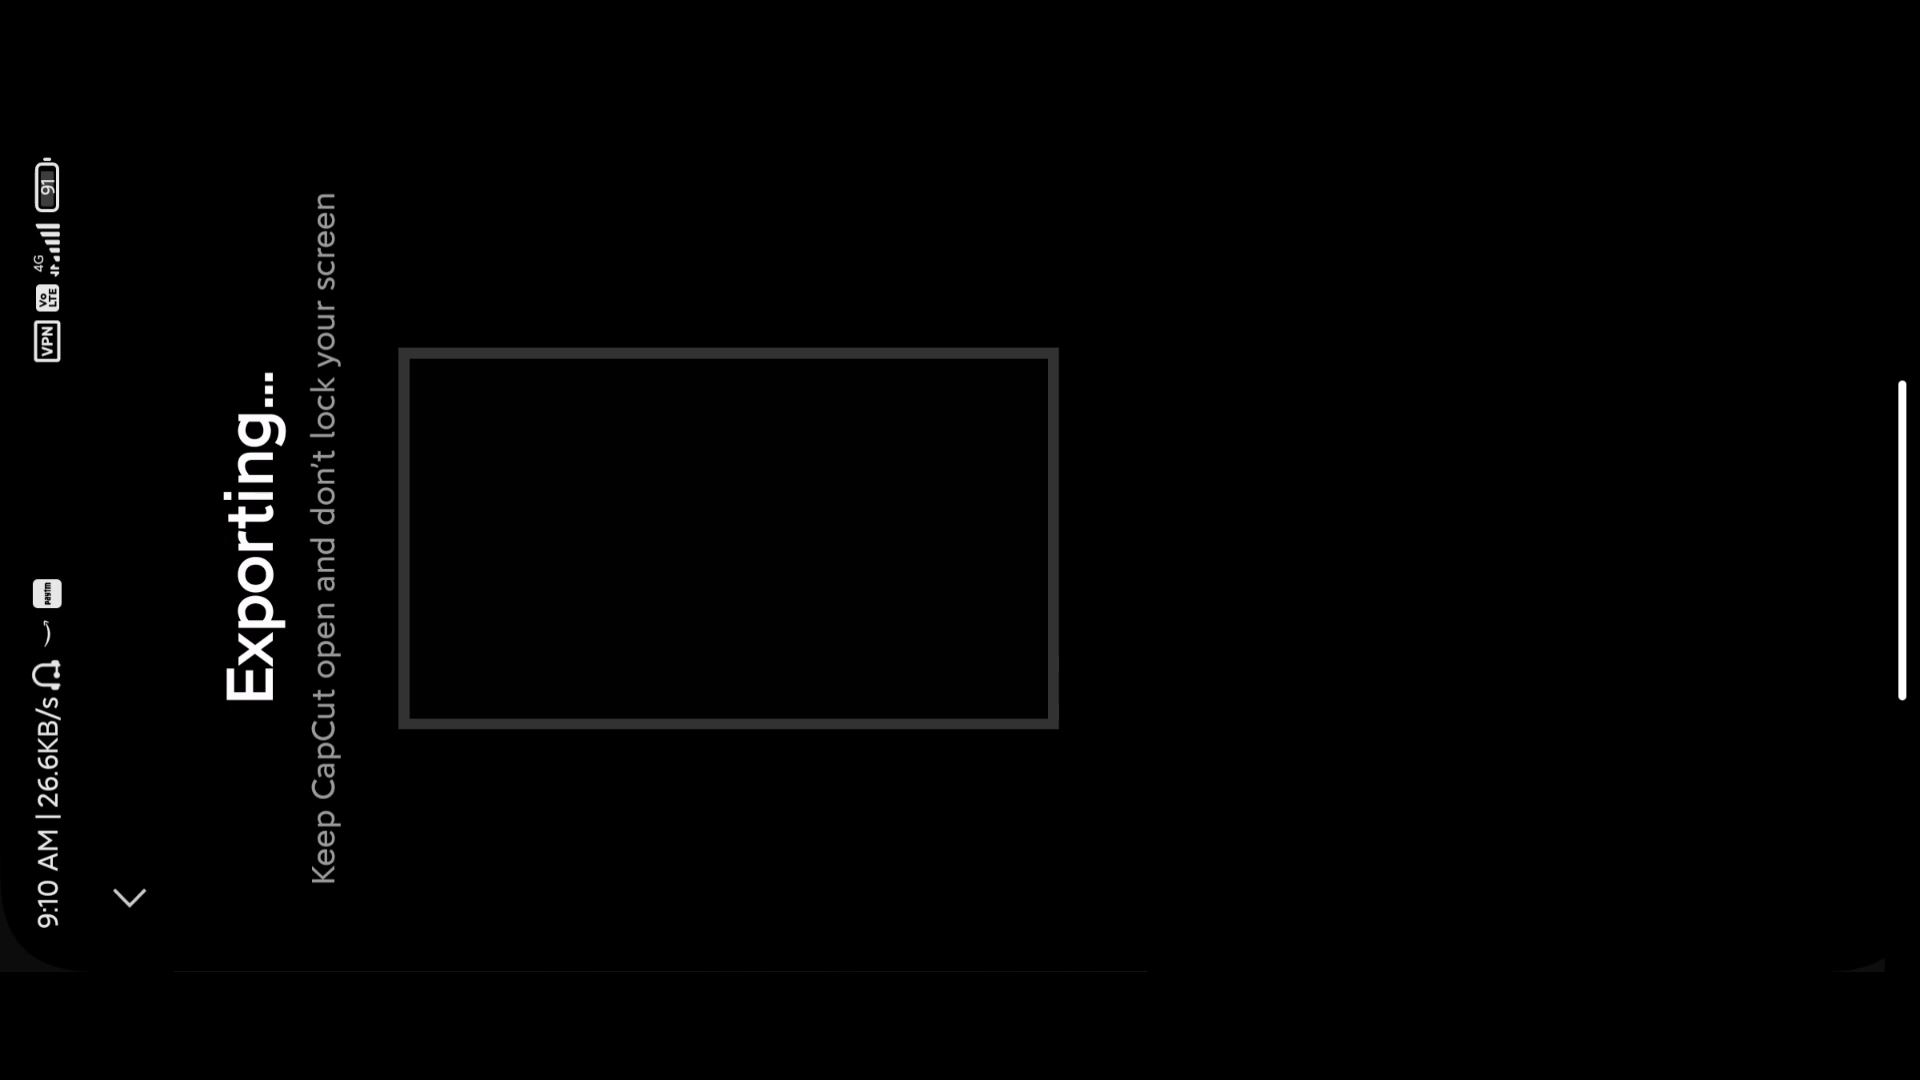 9:10 AM | 26.6KB/s paytm VPN Vo LTE 4G 91
Exporting...
Keep CapCut open and don't lock your screen